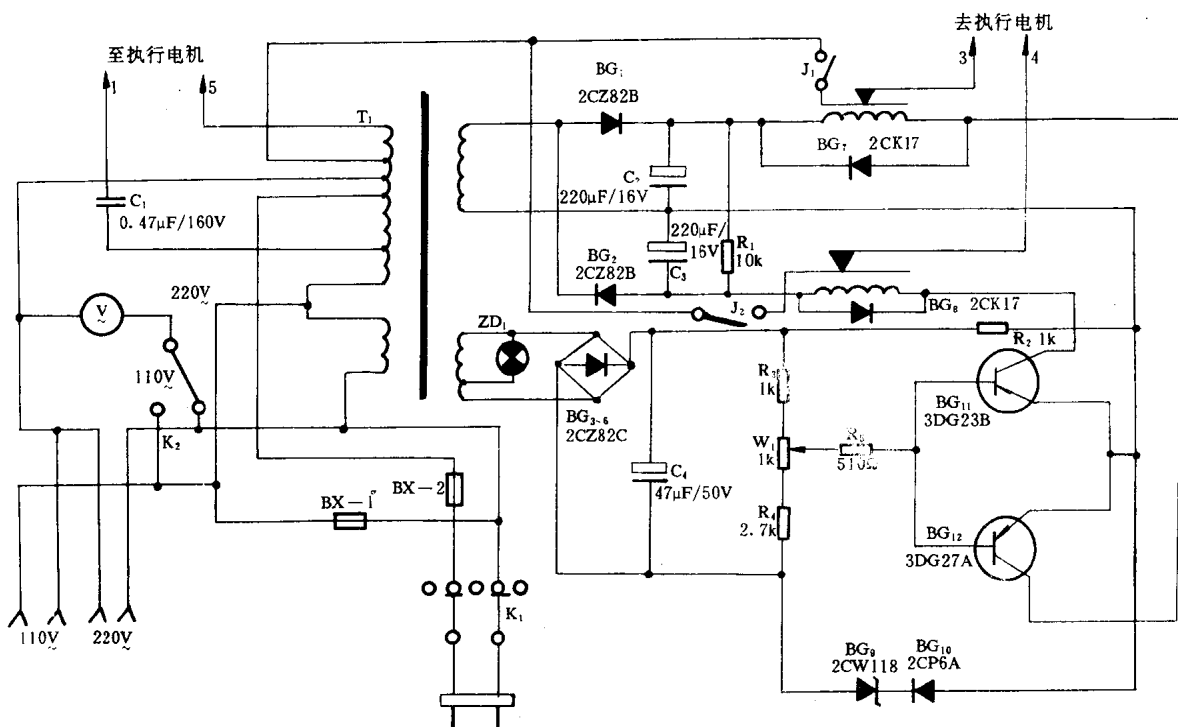 至执行电机
去执行电机
1
5
3
4
T₁
BG₁
2CZ82B
J₁
BG₇
2CK17
C₁
0.47μF/160V
C₂
220μF/16V
220μF/
16V
C₃
R₁
10k
BG₂
2CZ82B
BG₈
2CK17
220V~
V~
J₂
ZD₁
R₂ 1k
110V~
K₂
BG₃~₆
2CZ82C
R₃
1k
BG₁₁
3DG23B
W₁
1k
R₅
510Ω
C₄
47μF/50V
BX-1
BX-2
R₄
2.7k
BG₁₂
3DG27A
K₁
110V~
220V~
BG₉
2CW118
BG₁₀
2CP6A